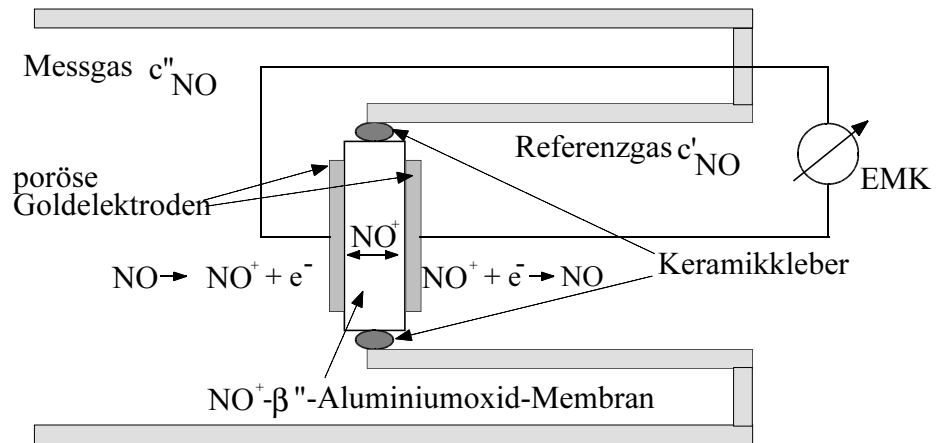 Messgas c"NO
Referenzgas c'NO
EMK
poröse
Goldelektroden
NO+
NO → NO+ + e-
NO+ + e- → NO
Keramikkleber
NO+-β"-Aluminiumoxid-Membran